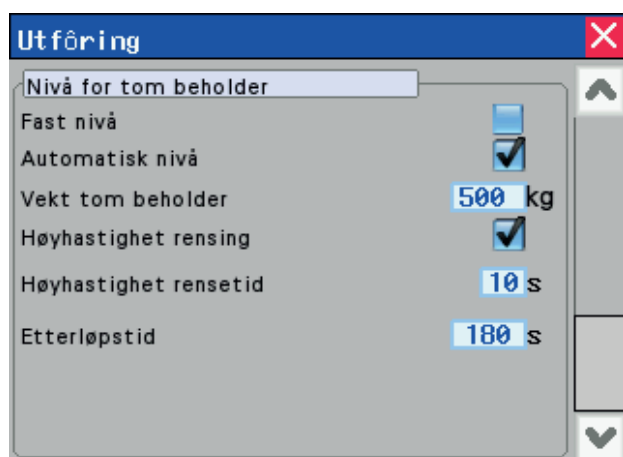 Utfôring
Nivå for tom beholder
Fast nivå
Automatisk nivå
Vekt tom beholder 500 kg
Høyhastighet rensing
Høyhastighet rensetid 10 s
Etterløpstid 180 s